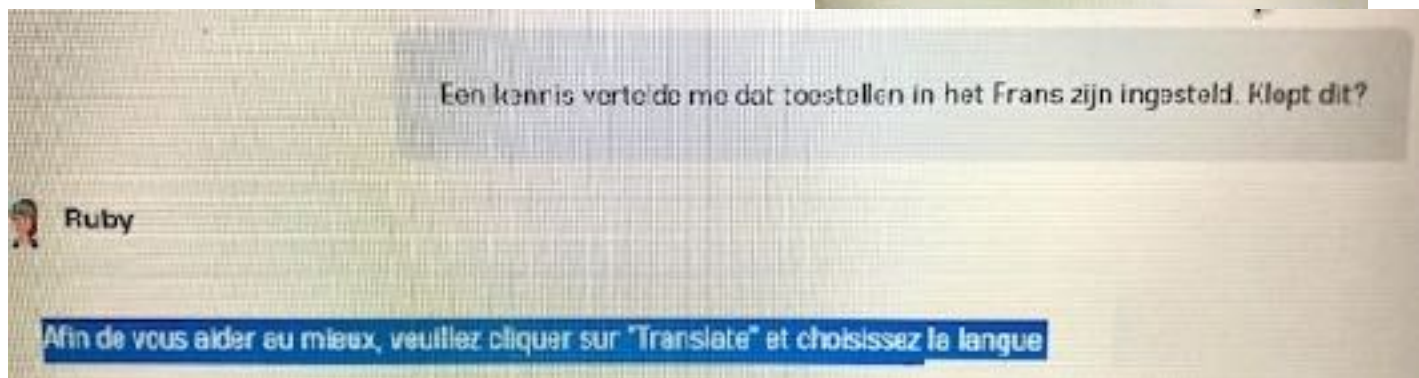 Een kennis vertelde me dat toestellen in het Frans zijn ingesteld. Klopt dit?
Ruby
Afin de vous aider au mieux, veuillez cliquer sur "Translate" et choisissez la langue